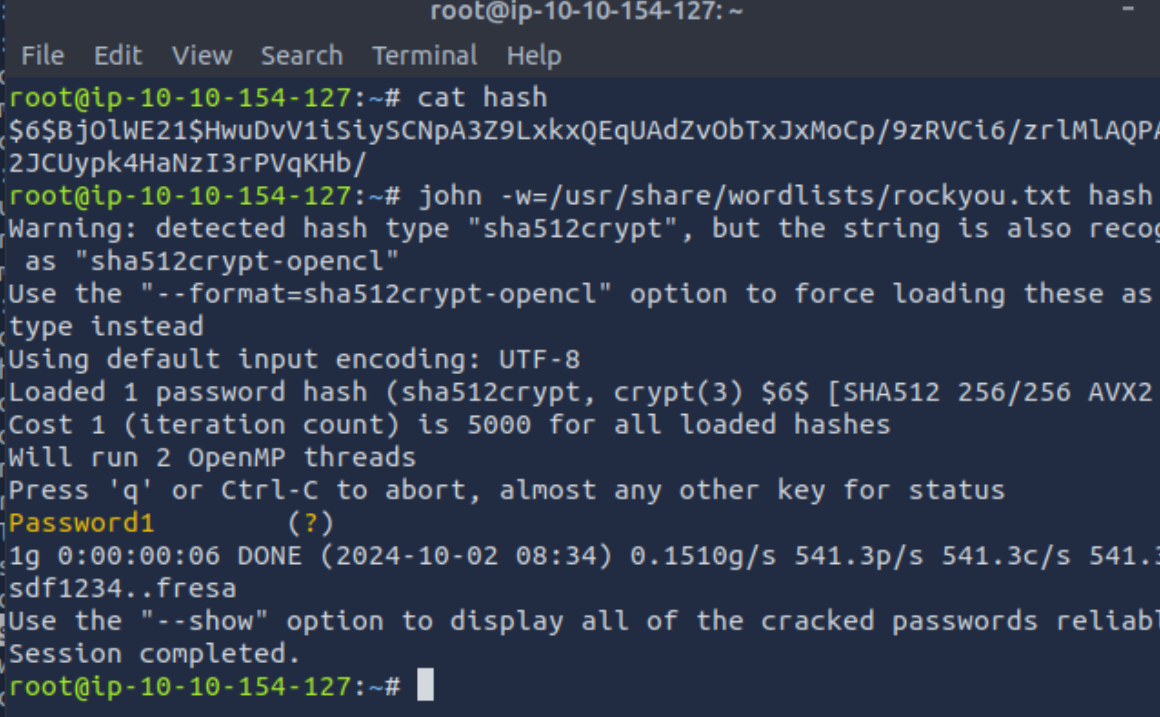 root@ip-10-10-154-127: ~
File Edit View Search Terminal Help
root@ip-10-10-154-127:~# cat hash
$6$BjOlWE21$HwuDvV1iSiySCNpA3Z9LxkxQEqUAdZvObTxJxMoCp/9zRVCi6/zrlMlAQPA
2JCUypk4HaNzI3rPVqKHb/
root@ip-10-10-154-127:~# john -w=/usr/share/wordlists/rockyou.txt hash
Warning: detected hash type "sha512crypt", but the string is also recog
as "sha512crypt-opencl"
Use the "--format=sha512crypt-opencl" option to force loading these as
type instead
Using default input encoding: UTF-8
Loaded 1 password hash (sha512crypt, crypt(3) $6$ [SHA512 256/256 AVX2
Cost 1 (iteration count) is 5000 for all loaded hashes
Will run 2 OpenMP threads
Press 'q' or Ctrl-C to abort, almost any other key for status
Password1 (?)
1g 0:00:00:06 DONE (2024-10-02 08:34) 0.1510g/s 541.3p/s 541.3c/s 541.3
sdf1234..fresa
Use the "--show" option to display all of the cracked passwords reliabl
Session completed.
root@ip-10-10-154-127:~#